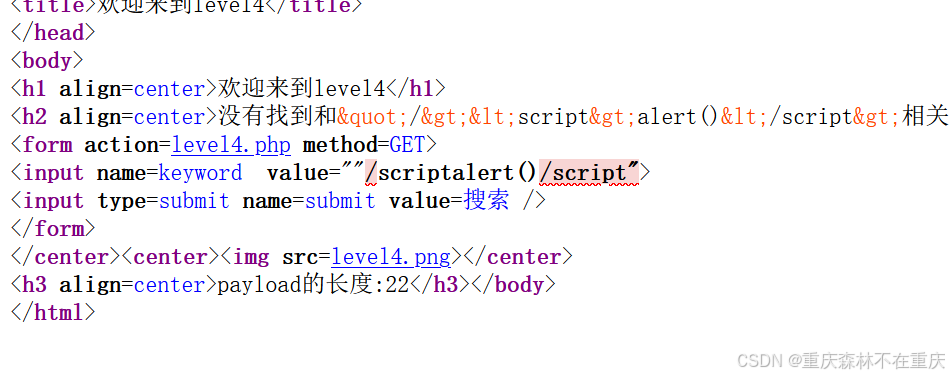 <title>欢迎来到level4</title>
</head>
<body>
<h1 align=center>欢迎来到level4</h1>
<h2 align=center>没有找到和&quot;/&gt;&lt;script&gt;alert()&lt;/script&gt;相关
<form action=level4.php method=GET>
<input name=keyword  value=""/scriptalert()/script">
<input type=submit name=submit value=搜索 />
</form>
</center><center><img src=level4.png></center>
<h3 align=center>payload的长度:22</h3></body>
</html>
CSDN @重庆森林不在重庆